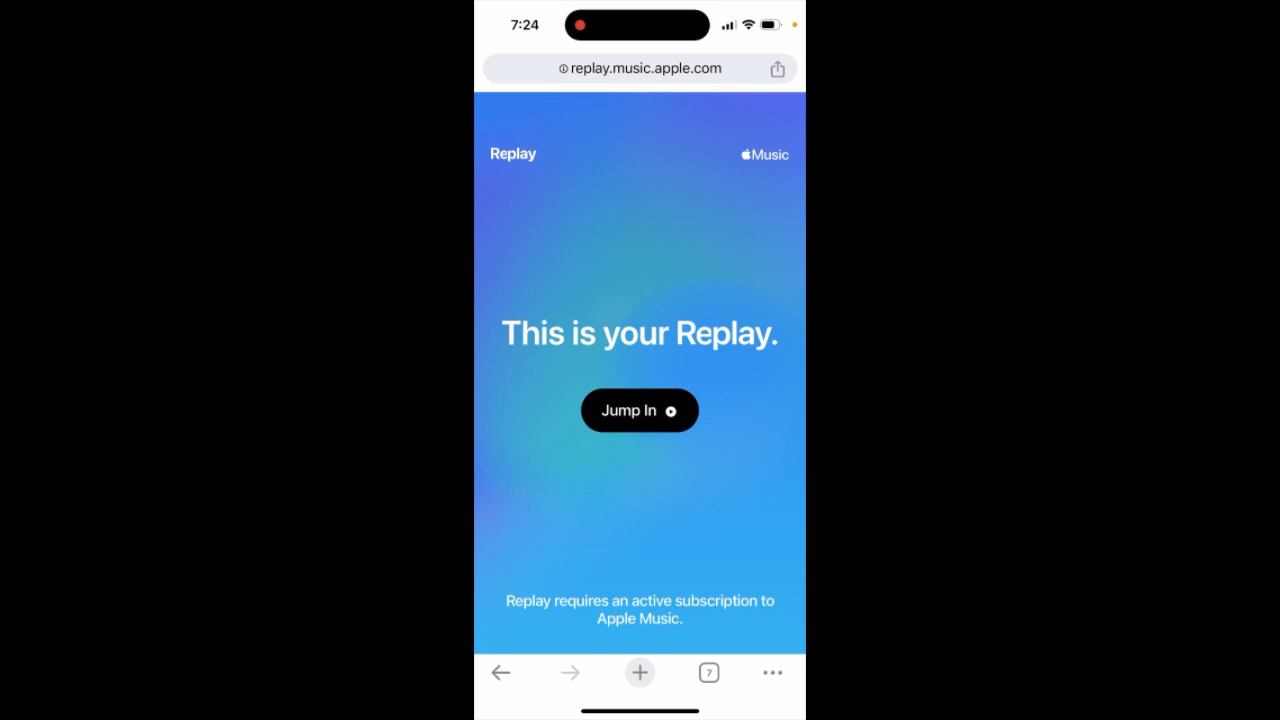 7:24
replay.music.apple.com
Replay
Music
This is your Replay.
Jump In
Replay requires an active subscription to
Apple Music.
7